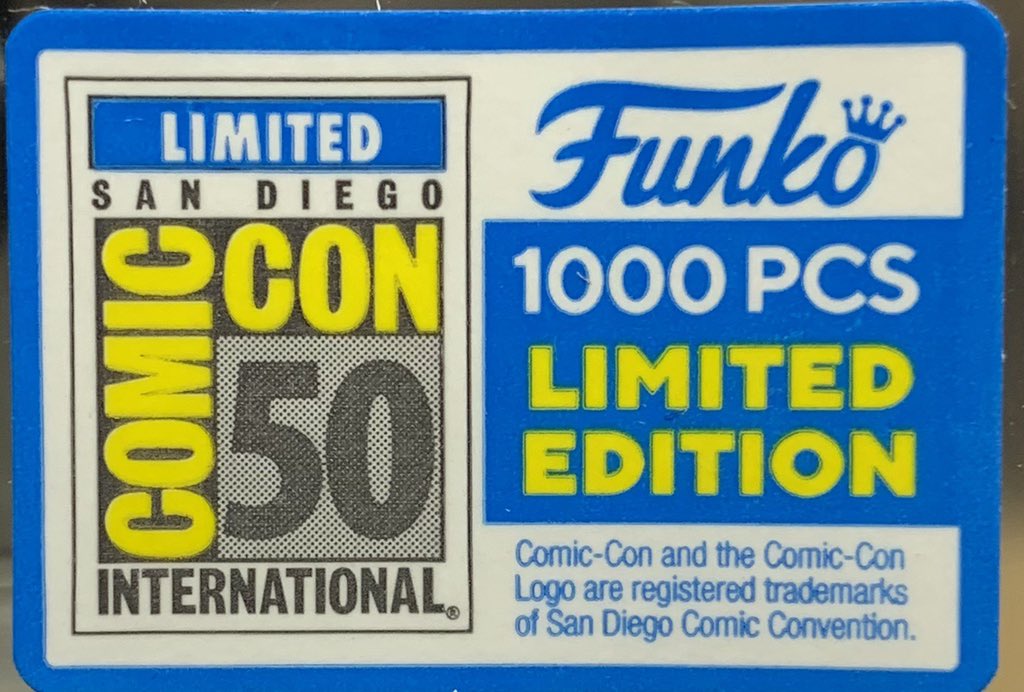 LIMITED
SAN DIEGO
COMIC
CON
50
INTERNATIONAL®
Funko
1000 PCS
LIMITED
EDITION
Comic-Con and the Comic-Con
Logo are registered trademarks
of San Diego Comic Convention.